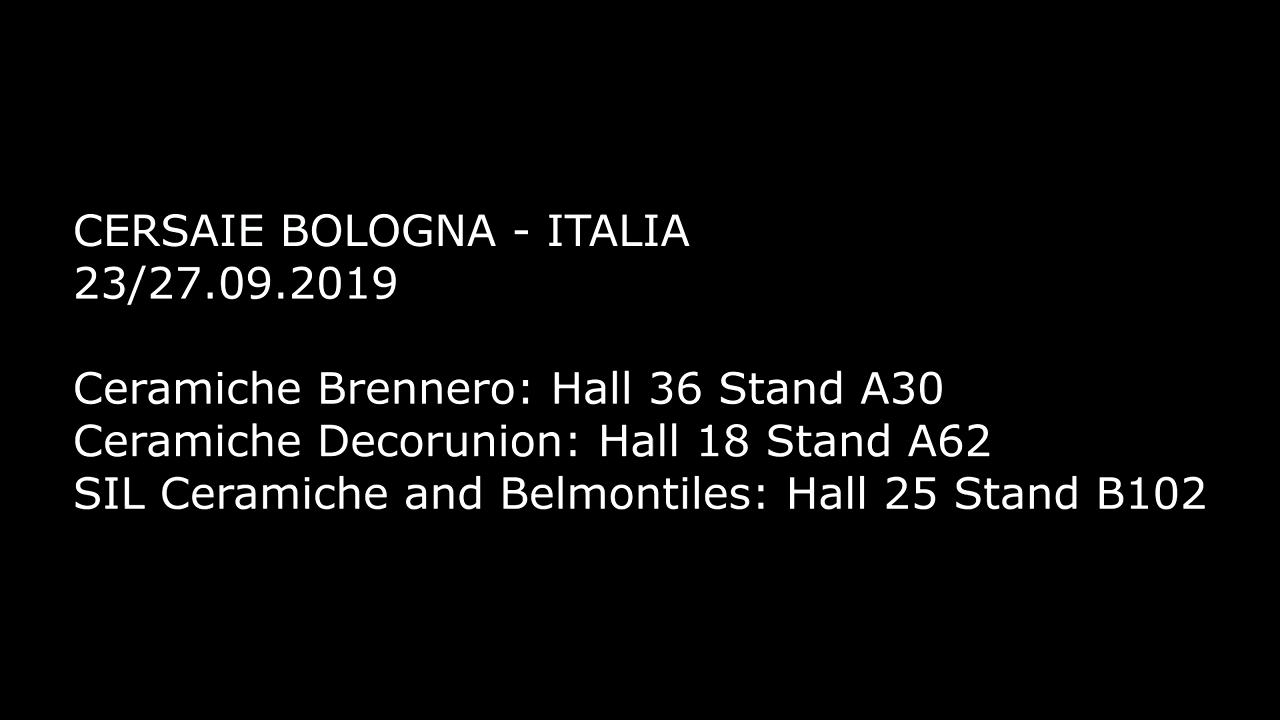 CERSAIE BOLOGNA - ITALIA
23/27.09.2019
Ceramiche Brennero: Hall 36 Stand A30
Ceramiche Decorunion: Hall 18 Stand A62
SIL Ceramiche and Belmontiles: Hall 25 Stand B102